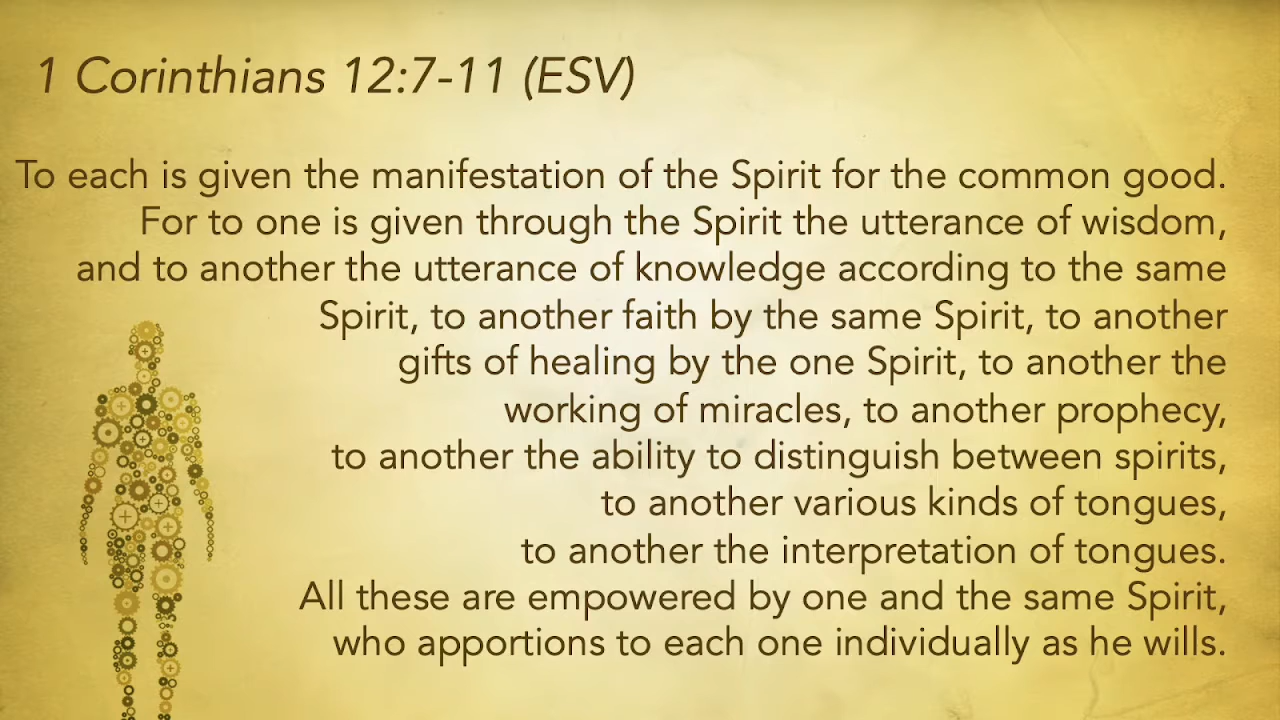 1 Corinthians 12:7-11 (ESV)
To each is given the manifestation of the Spirit for the common good.
For to one is given through the Spirit the utterance of wisdom,
and to another the utterance of knowledge according to the same
Spirit, to another faith by the same Spirit, to another
gifts of healing by the one Spirit, to another the
working of miracles, to another prophecy,
to another the ability to distinguish between spirits,
to another various kinds of tongues,
to another the interpretation of tongues.
All these are empowered by one and the same Spirit,
who apportions to each one individually as he wills.